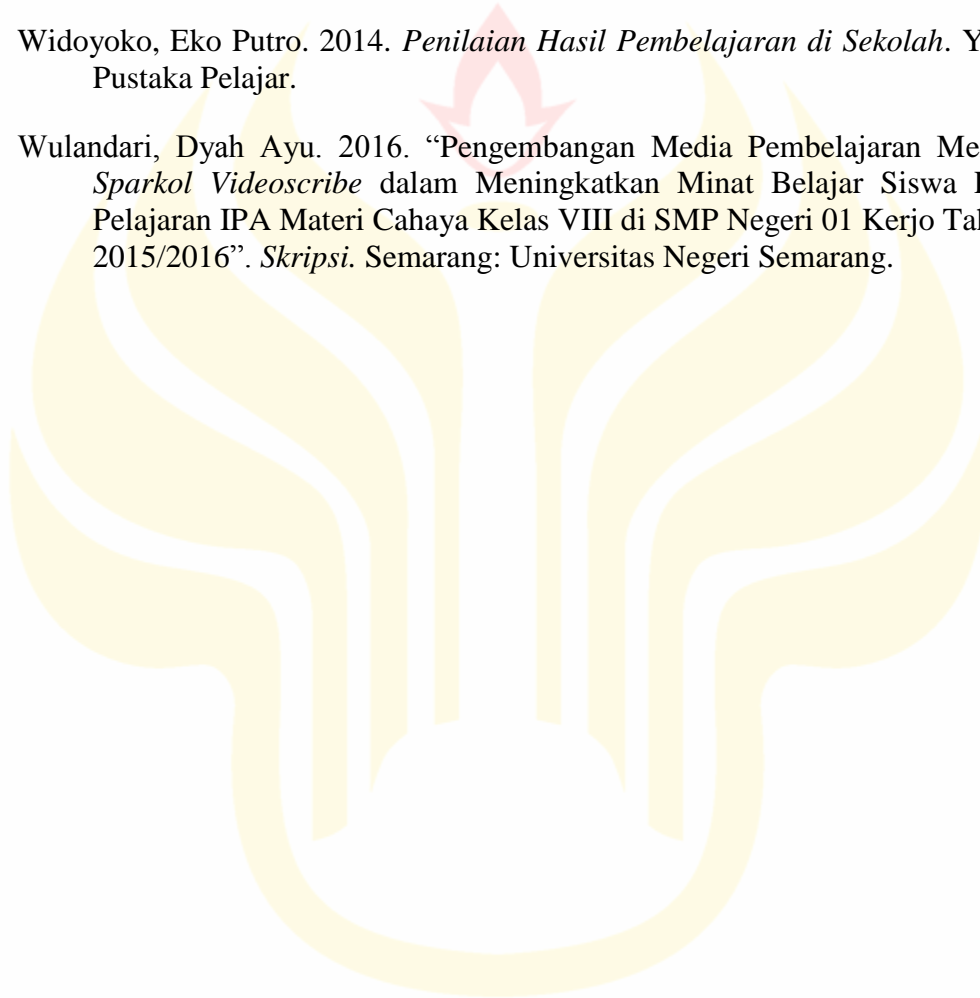 Widoyoko, Eko Putro. 2014. Penilaian Hasil Pembelajaran di Sekolah. Y
Pustaka Pelajar.
Wulandari, Dyah Ayu. 2016. “Pengembangan Media Pembelajaran Me
Sparkol Videoscribe dalam Meningkatkan Minat Belajar Siswa
Pelajaran IPA Materi Cahaya Kelas VIII di SMP Negeri 01 Kerjo Ta
2015/2016”. Skripsi. Semarang: Universitas Negeri Semarang.